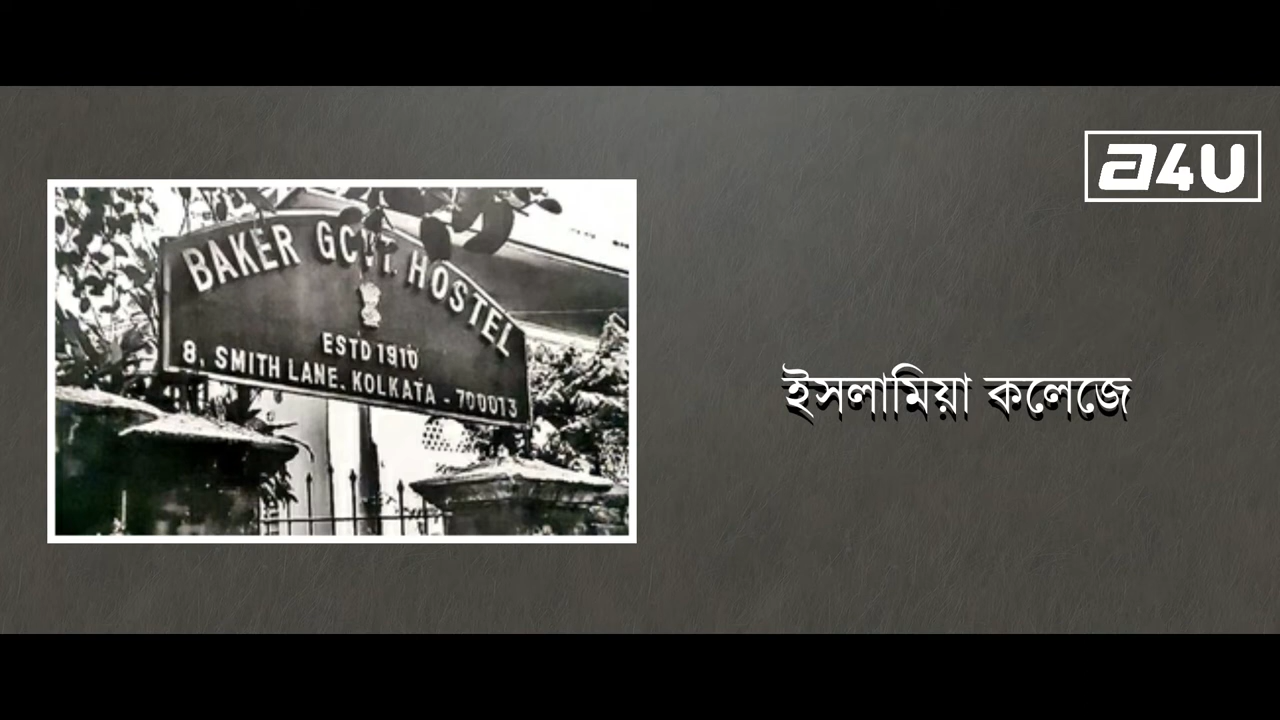 BAKER GOVT. HOSTEL
ESTD 1910
8, SMITH LANE. KOLKATA - 700013
a4U
ইসলামিয়া কলেজে